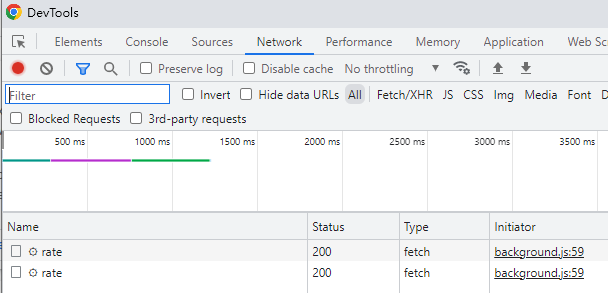 DevTools
Elements Console Sources Network Performance Memory Application Web Sc
Preserve log Disable cache No throttling
Filter Invert Hide data URLs All Fetch/XHR JS CSS Img Media Font D
Blocked Requests 3rd-party requests
500 ms 1000 ms 1500 ms 2000 ms 2500 ms 3000 ms 3500 ms
Name Status Type Initiator
rate 200 fetch background.js:59
rate 200 fetch background.js:59